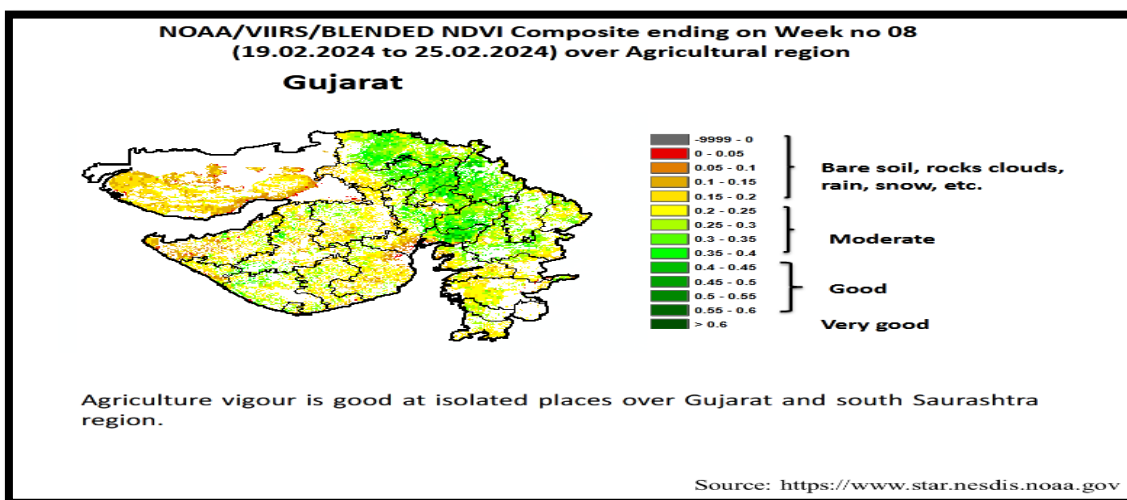 NOAA/VIIRS/BLENDED NDVI Composite ending on Week no 08
(19.02.2024 to 25.02.2024) over Agricultural region
Gujarat
-9999 - 0
0 - 0.05
0.05 - 0.1
0.1 - 0.15
0.15 - 0.2
0.2 - 0.25
0.25 - 0.3
0.3 - 0.35
0.35 - 0.4
0.4 - 0.45
0.45 - 0.5
0.5 - 0.55
0.55 - 0.6
> 0.6
Bare soil, rocks clouds,
rain, snow, etc.
Moderate
Good
Very good
Agriculture vigour is good at isolated places over Gujarat and south Saurashtra
region.
Source: https://www.star.nesdis.noaa.gov